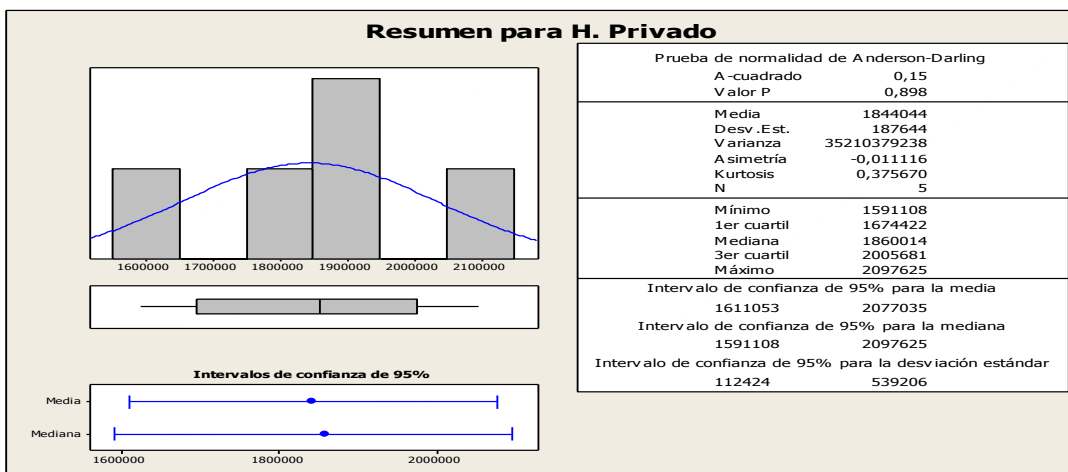 Resumen para H. Privado
1600000 1700000 1800000 1900000 2000000 2100000
Intervalos de confianza de 95%
Media
Mediana
1600000 1800000 2000000
Prueba de normalidad de Anderson-Darling
A-cuadrado 0,15
Valor P 0,898
Media 1844044
Desv.Est. 187644
Varianza 35210379238
Asimetría -0,011116
Kurtosis 0,375670
N 5
Mínimo 1591108
1er cuartil 1674422
Mediana 1860014
3er cuartil 2005681
Máximo 2097625
Intervalo de confianza de 95% para la media
1611053 2077035
Intervalo de confianza de 95% para la mediana
1591108 2097625
Intervalo de confianza de 95% para la desviación estándar
112424 539206